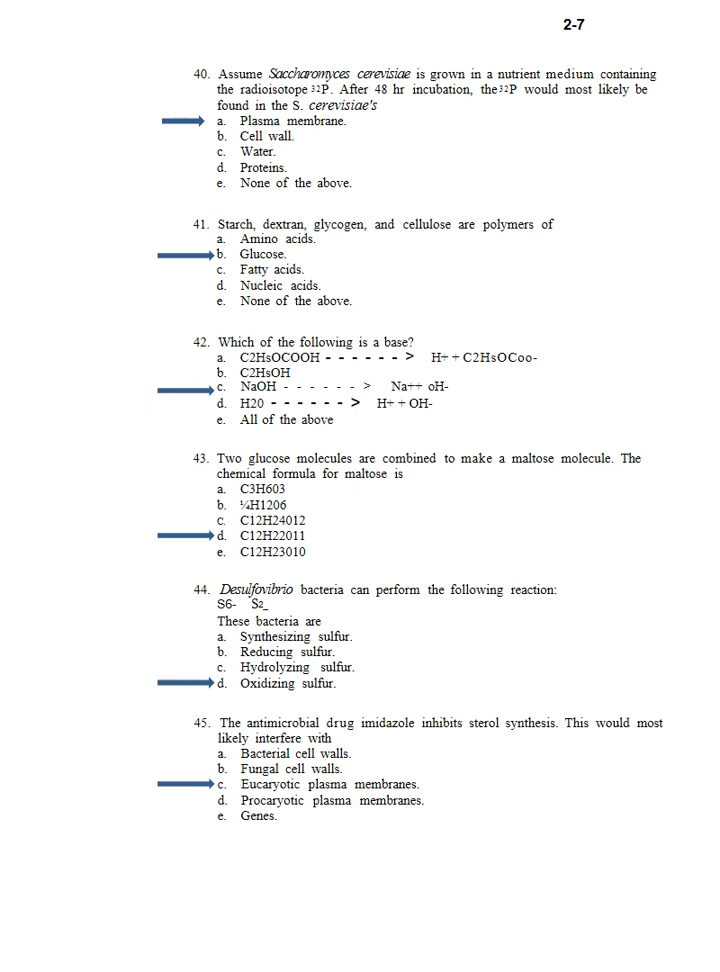 2-7
40. Assume Saccharomyces cerevisiae is grown in a nutrient medium containing
the radioisotope 32P. After 48 hr incubation, the 32P would most likely be
found in the S. cerevisiae's
a. Plasma membrane.
b. Cell wall.
c. Water.
d. Proteins.
e. None of the above.
41. Starch, dextran, glycogen, and cellulose are polymers of
a. Amino acids.
b. Glucose.
c. Fatty acids.
d. Nucleic acids.
e. None of the above.
42. Which of the following is a base?
a. C2HsOCOOH - - - - - - > H+ + C2HsOCoo-
b. C2HsOH
c. NaOH - - - - - - > Na++ oH-
d. H20 - - - - - - > H+ + OH-
e. All of the above
43. Two glucose molecules are combined to make a maltose molecule. The
chemical formula for maltose is
a. C3H603
b. ¼H1206
c. C12H24012
d. C12H22011
e. C12H23010
44. Desulfovibrio bacteria can perform the following reaction:
S6- S2_
These bacteria are
a. Synthesizing sulfur.
b. Reducing sulfur.
c. Hydrolyzing sulfur.
d. Oxidizing sulfur.
45. The antimicrobial drug imidazole inhibits sterol synthesis. This would most
likely interfere with
a. Bacterial cell walls.
b. Fungal cell walls.
c. Eucaryotic plasma membranes.
d. Procaryotic plasma membranes.
e. Genes.